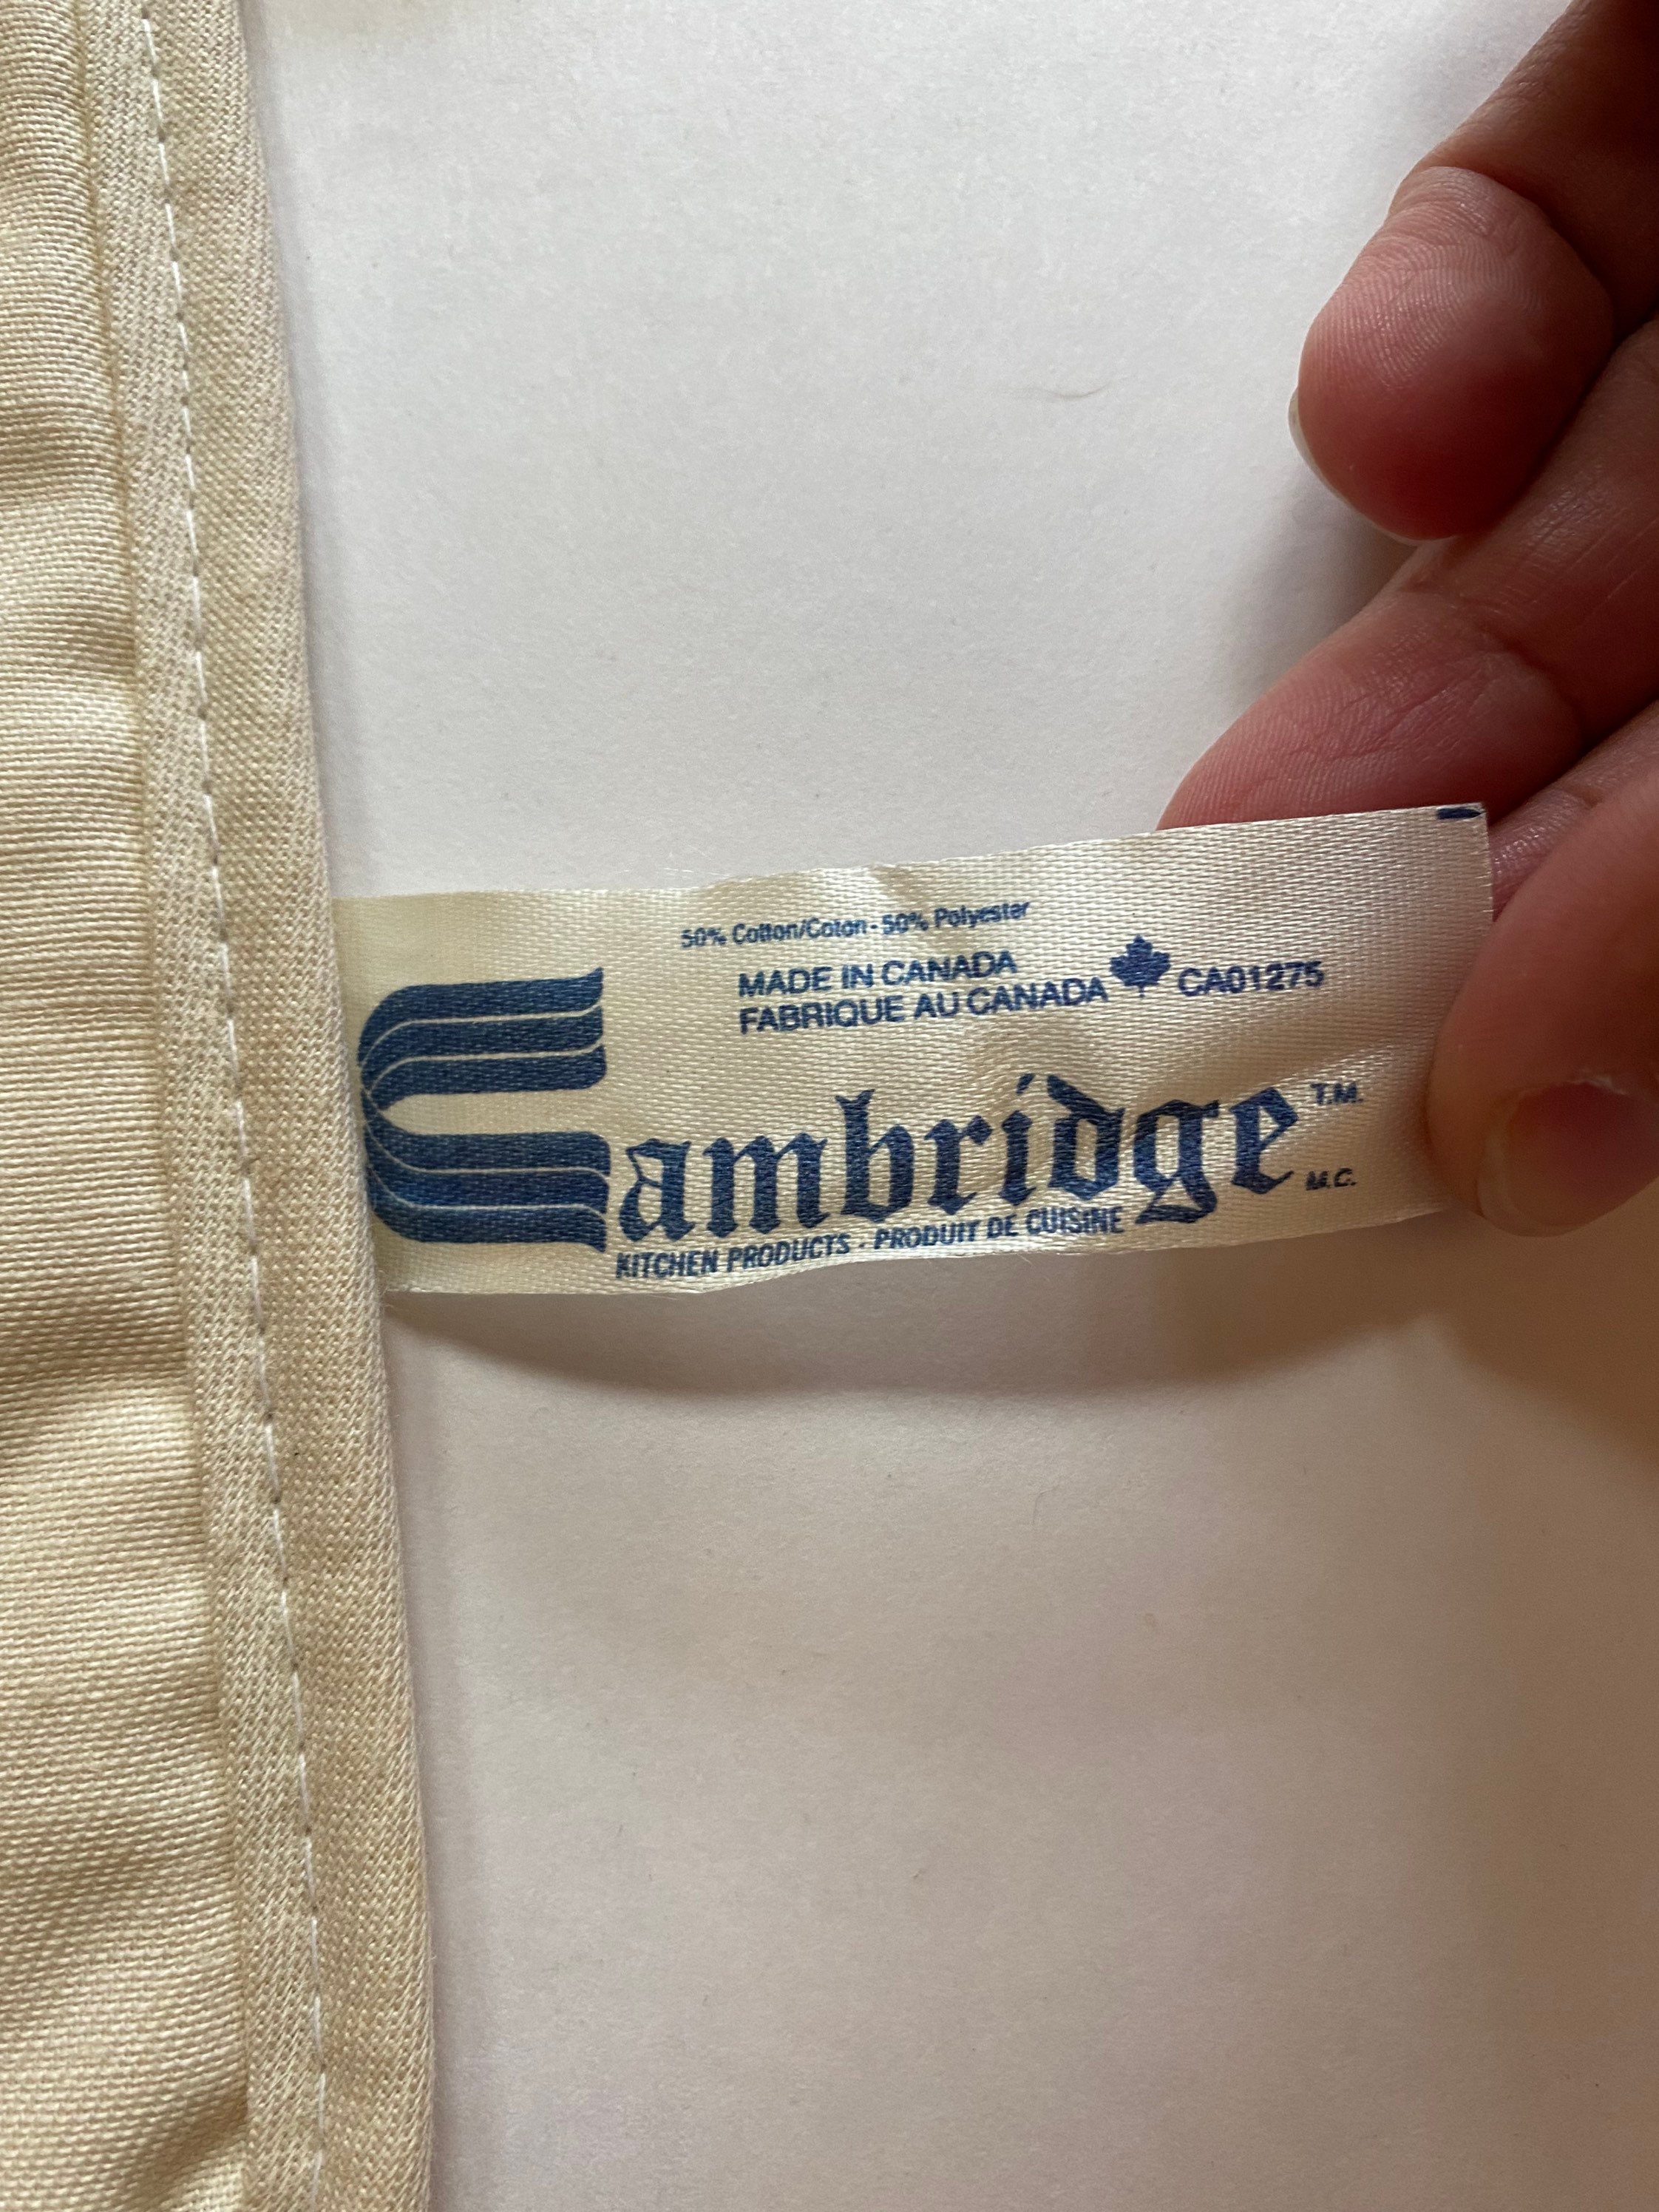 50% Cotton/Coton - 50% Polyester
MADE IN CANADA
FABRIQUE AU CANADA CA01275
Cambridge T.M.
M.C.
KITCHEN PRODUCTS - PRODUIT DE CUISINE